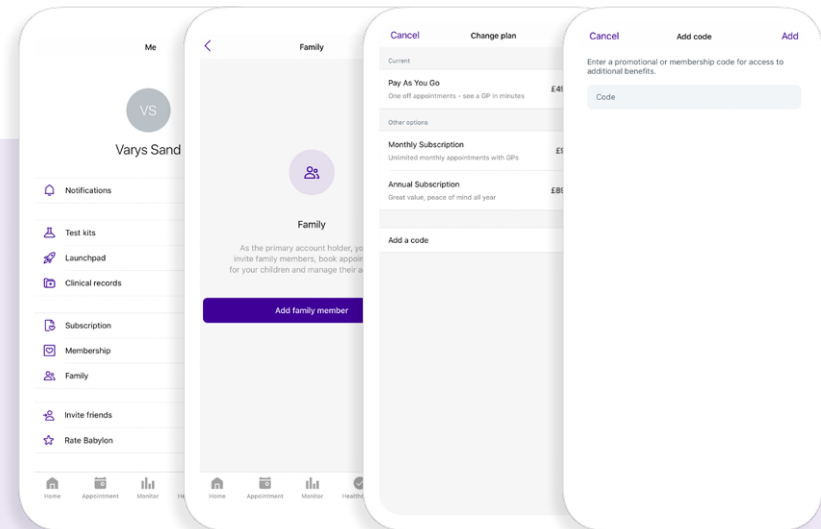 Me
VS
Varys Sand
Notifications
Test kits
Launchpad
Clinical records
Subscription
Membership
Family
Invite friends
Rate Babylon
Home
Appointment
Monitor
Family
Family
As the primary account holder,
invite family members, book
for your children and manage their
Add family member
Home
Appointment
Monitor
Cancel
Change plan
Current
Pay As You Go
One off appointments - see a GP in minutes
Other options
Monthly Subscription
Unlimited monthly appointments with GPs
Annual Subscription
Great value, peace of mind all year
Add a code
Cancel
Add code
Add
Enter a promotional or membership code for access to
additional benefits.
Code